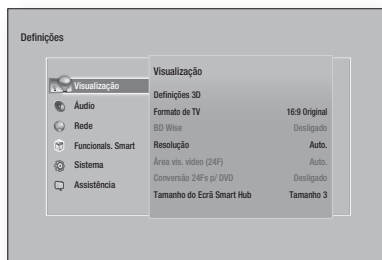 Definições
Visualização
Áudio
Rede
Funcionals. Smart
Sistema
Assistência
Visualização
Definições 3D
Formato de TV 16:9 Original
BD Wise Desligado
Resolução Auto.
Área vis. vídeo (24F) Auto.
Conversão 24Fs p/ DVD Desligado
Tamanho do Ecrã Smart Hub Tamanho 3